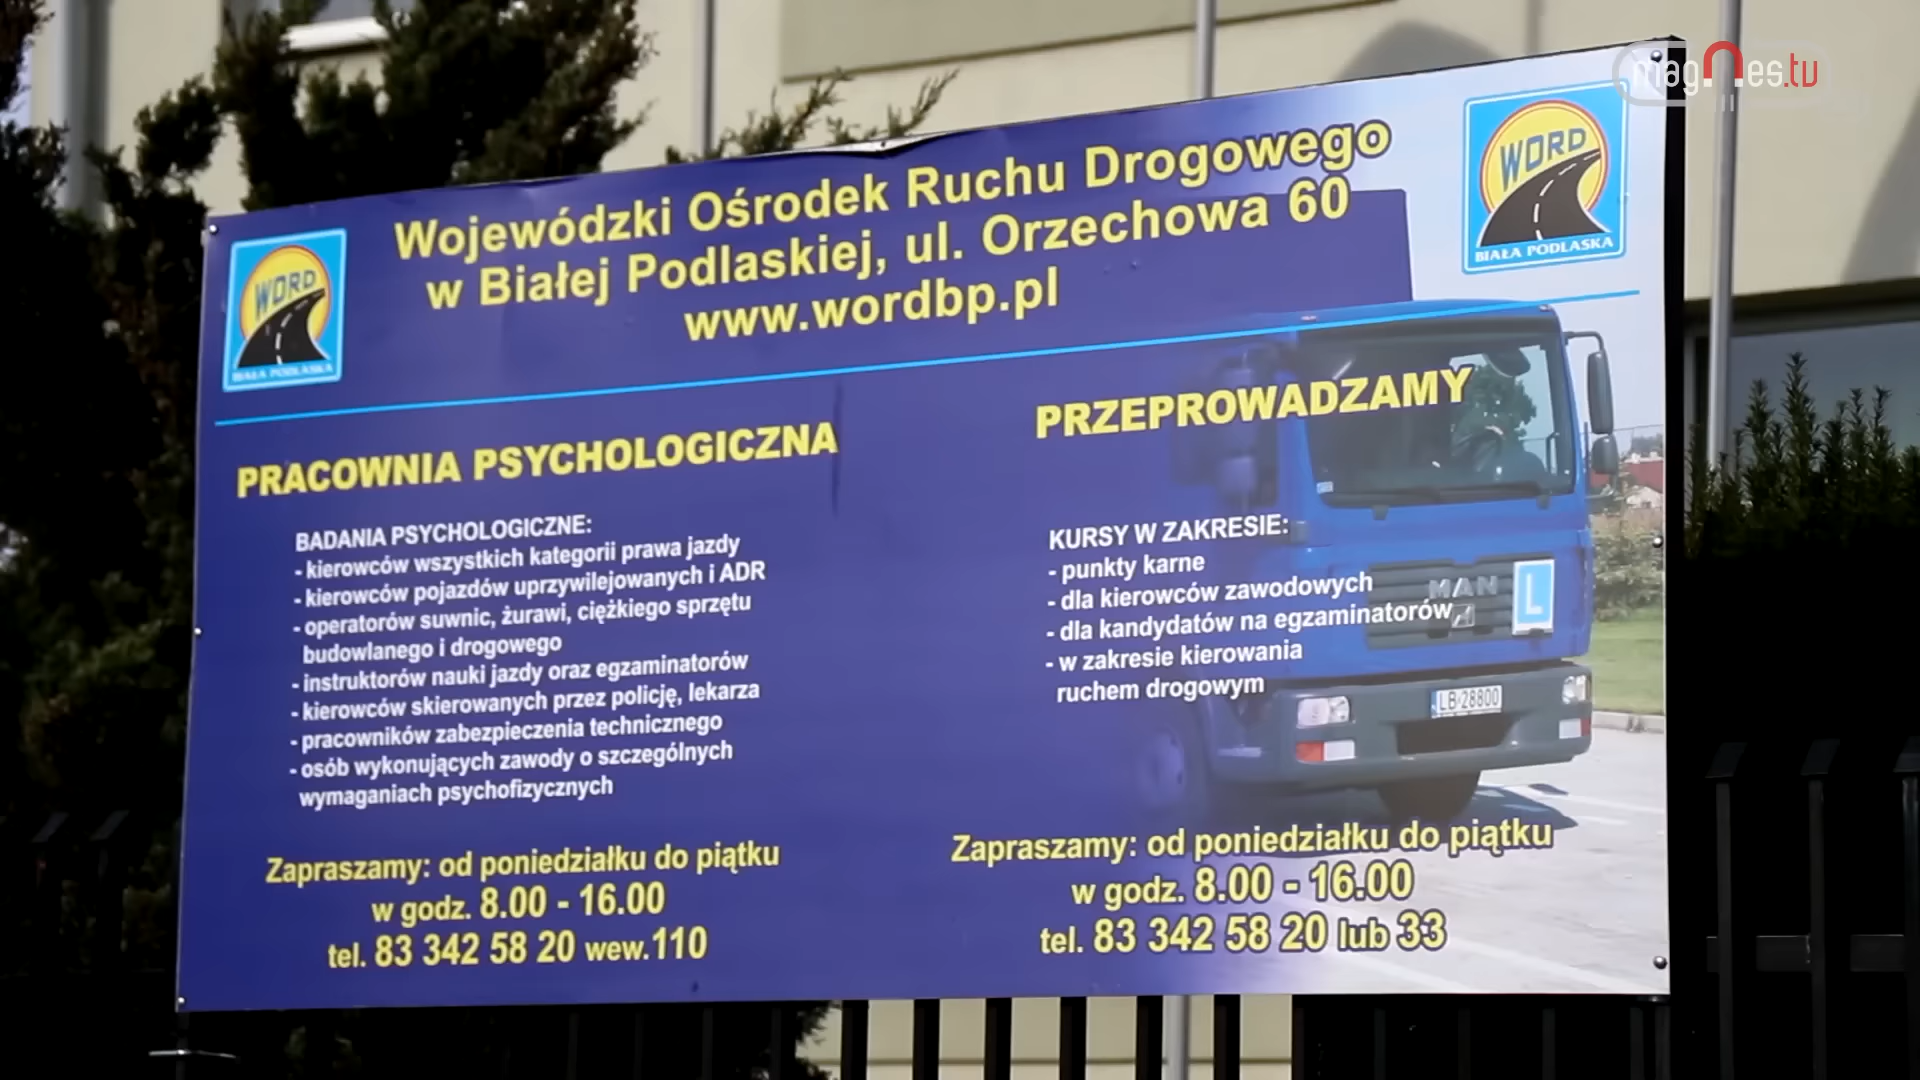 magnes.tv
WORD
BIAŁA PODLASKA
Wojewódzki Ośrodek Ruchu Drogowego
w Białej Podlaskiej, ul. Orzechowa 60
www.wordbp.pl
WORD
BIAŁA PODLASKA
PRACOWNIA PSYCHOLOGICZNA
BADANIA PSYCHOLOGICZNE:
- kierowców wszystkich kategorii prawa jazdy
- kierowców pojazdów uprzywilejowanych i ADR
- operatorów suwnic, żurawi, ciężkiego sprzętu
budowlanego i drogowego
- instruktorów nauki jazdy oraz egzaminatorów
- kierowców skierowanych przez policję, lekarza
- pracowników zabezpieczenia technicznego
- osób wykonujących zawody o szczególnych
wymaganiach psychofizycznych
Zapraszamy: od poniedziałku do piątku
w godz. 8.00 - 16.00
tel. 83 342 58 20 wew.110
PRZEPROWADZAMY
KURSY W ZAKRESIE:
- punkty karne
- dla kierowców zawodowych
- dla kandydatów na egzaminatorów
- w zakresie kierowania
ruchem drogowym
MAN
L
LB 28800
Zapraszamy: od poniedziałku do piątku
w godz. 8.00 - 16.00
tel. 83 342 58 20 lub 33